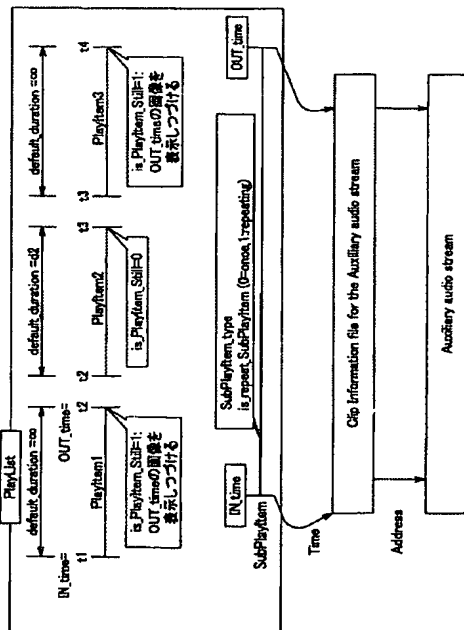 PlayList
default_duration =∞
default_duration =d2
default_duration =∞
IN_time=
t1
OUT_time=
t2
t2
t3
t3
t4
PlayItem1
PlayItem2
PlayItem3
is_PlayItem_Still=1:
OUT_timeの画像を
表示しつづける
is_PlayItem_Still=0
is_PlayItem_Still=1:
OUT_timeの画像を
表示しつづける
SubPlayItem_type
is_repeat_SubPlayItem (0=once,1:repeating)
IN_time
OUT_time
SubPlayItem
Time
Clip Information file for the Auxiliary audio stream
Address
Auxiliary audio stream